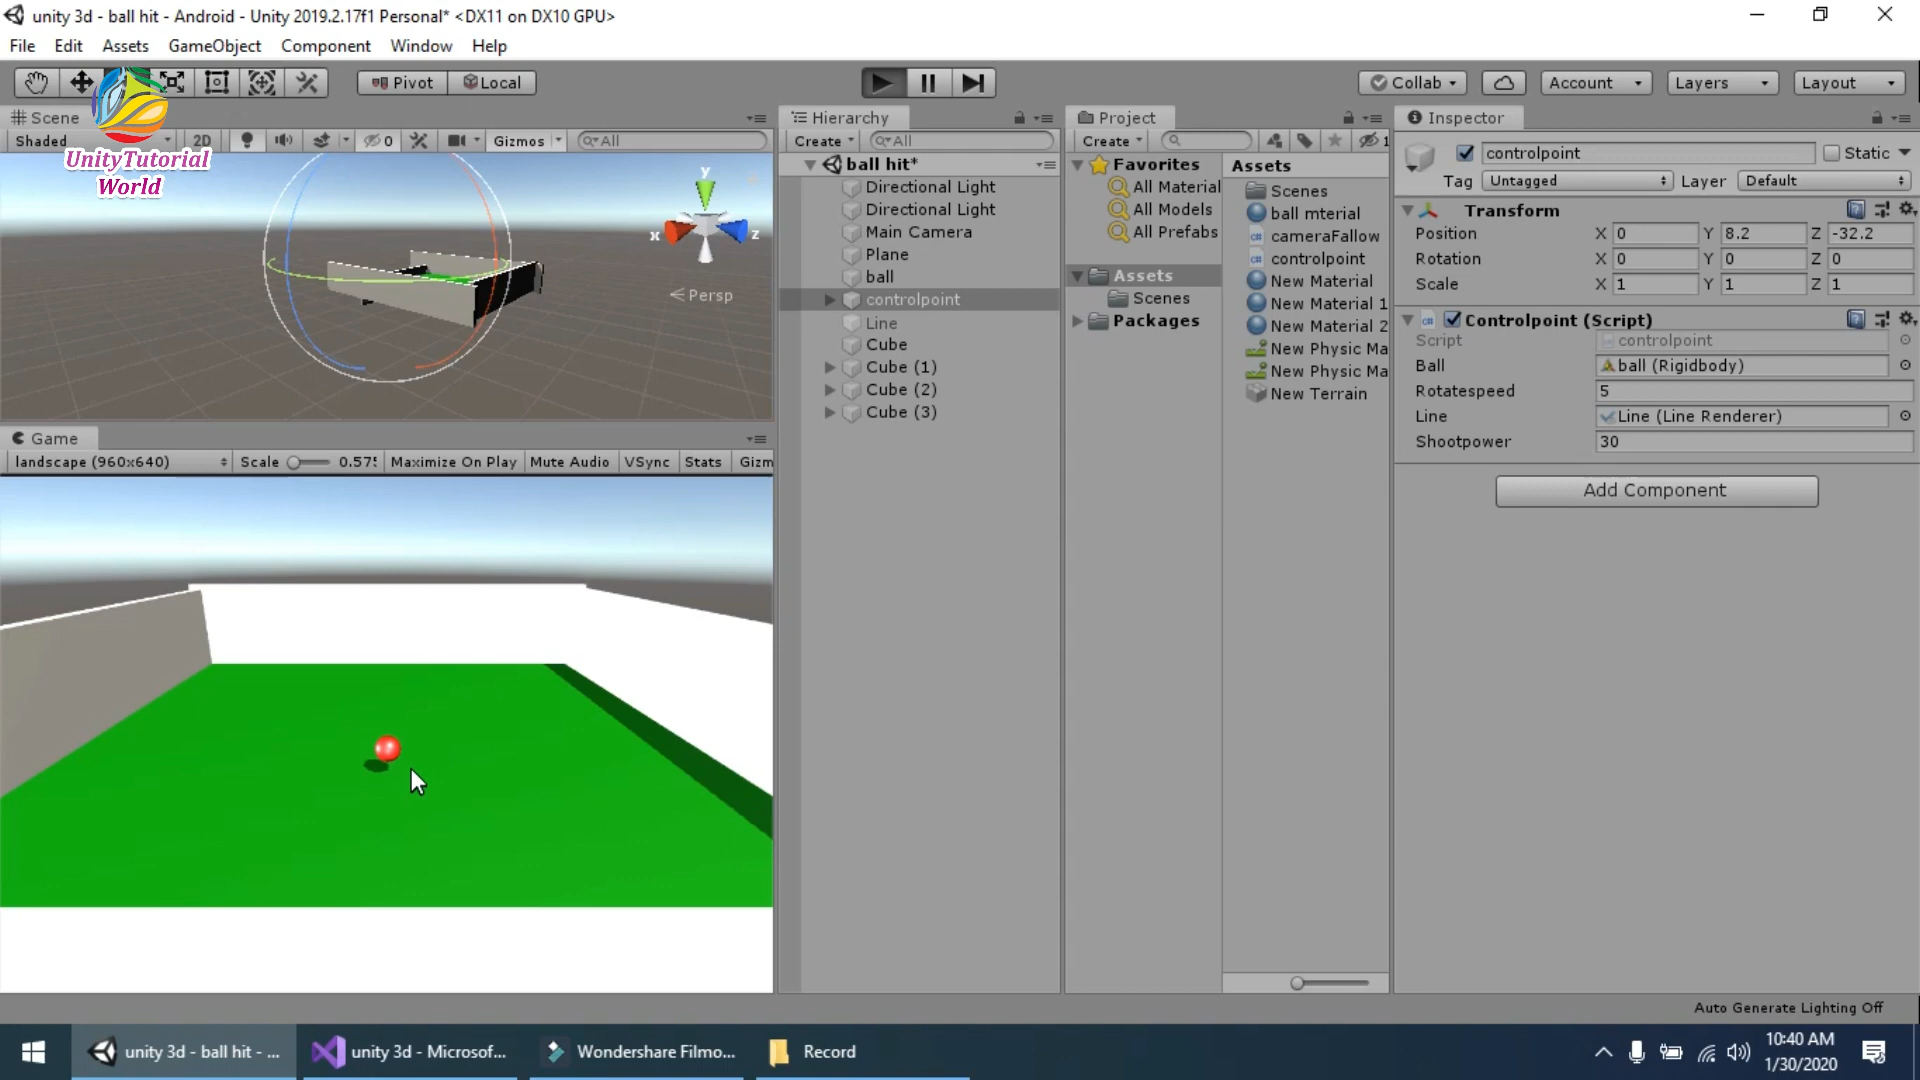 unity 3d - ball hit - Android - Unity 2019.2.17f1 Personal* <DX11 on DX10 GPU>
File Edit Assets GameObject Component Window Help
Pivot Local Collab Account Layers Layout
UnityTutorial
World
Scene
Shaded 2D 0 Gizmos All
y
x z
Persp
Game
landscape (960x640) Scale 0.575 Maximize On Play Mute Audio VSync Stats Gizm
Hierarchy
Create All
ball hit*
Directional Light
Directional Light
Main Camera
Plane
ball
controlpoint
Line
Cube
Cube (1)
Cube (2)
Cube (3)
Project
Create 1
Favorites
All Material
All Models
All Prefabs
Assets
Scenes
Packages
Assets
Scenes
ball mterial
cameraFallow
controlpoint
New Material
New Material 1
New Material 2
New Physic Ma
New Physic Ma
New Terrain
Inspector
controlpoint Static
Tag Untagged Layer Default
Transform
Position X 0 Y 8.2 Z -32.2
Rotation X 0 Y 0 Z 0
Scale X 1 Y 1 Z 1
Controlpoint (Script)
Script controlpoint
Ball ball (Rigidbody)
Rotatespeed 5
Line Line (Line Renderer)
Shootpower 30
Add Component
Auto Generate Lighting Off
unity 3d - ball hit - ... unity 3d - Microsof... Wondershare Filmo... Record
10:40 AM
1/30/2020